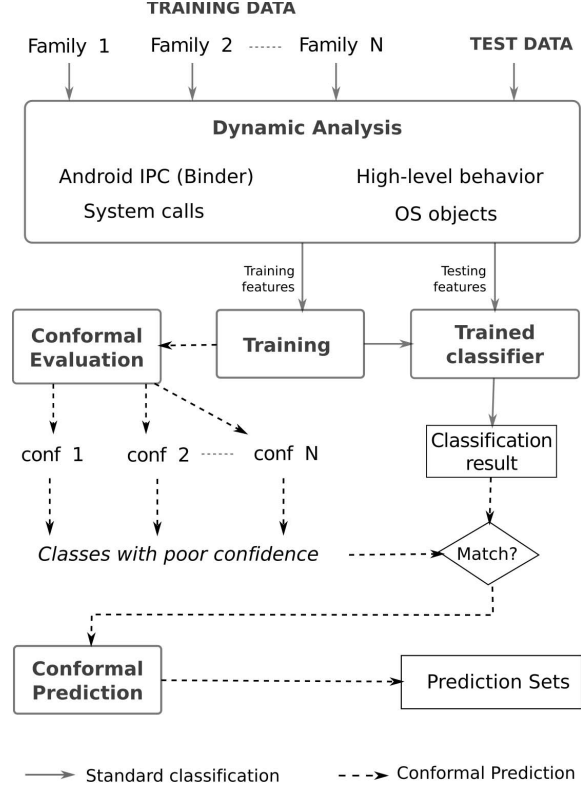 TRAINING DATA
Family 1
Family 2
Family N
TEST DATA
Dynamic Analysis
Android IPC (Binder)
High-level behavior
System calls
OS objects
Training
features
Testing
features
Conformal
Evaluation
Training
Trained
classifier
conf 1
conf 2
conf N
Classification
result
Classes with poor confidence
Match?
Conformal
Prediction
Prediction Sets
Standard classification
Conformal Prediction